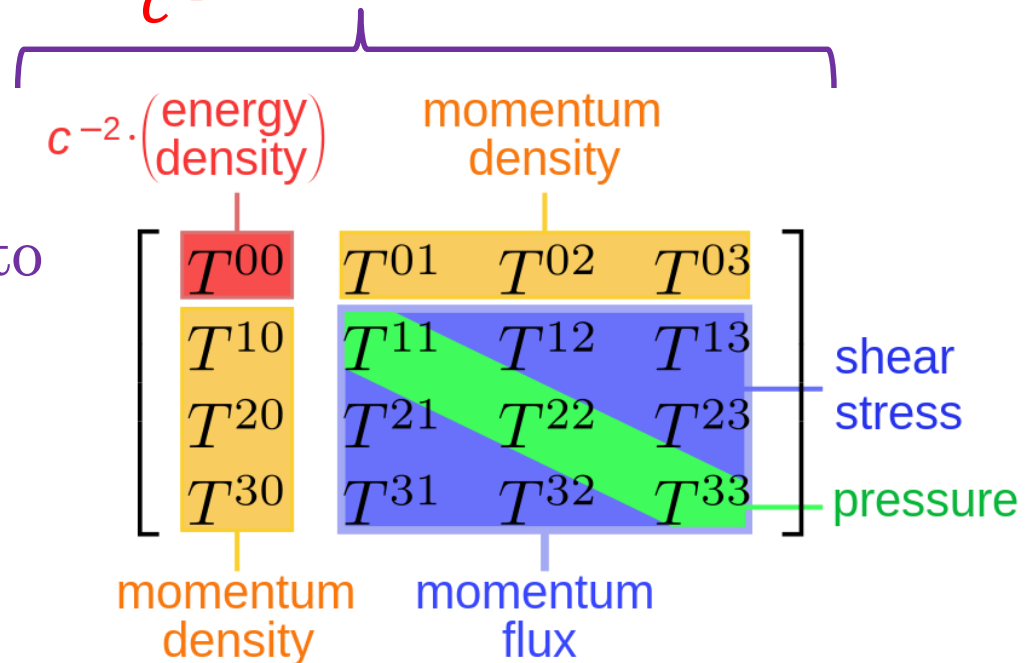 c
c⁻²·(energy density)
momentum
density
to
T⁰⁰ T⁰¹ T⁰² T⁰³
T¹⁰ T¹¹ T¹² T¹³
T²⁰ T²¹ T²² T²³
T³⁰ T³¹ T³² T³³
shear
stress
pressure
momentum
density
momentum
flux